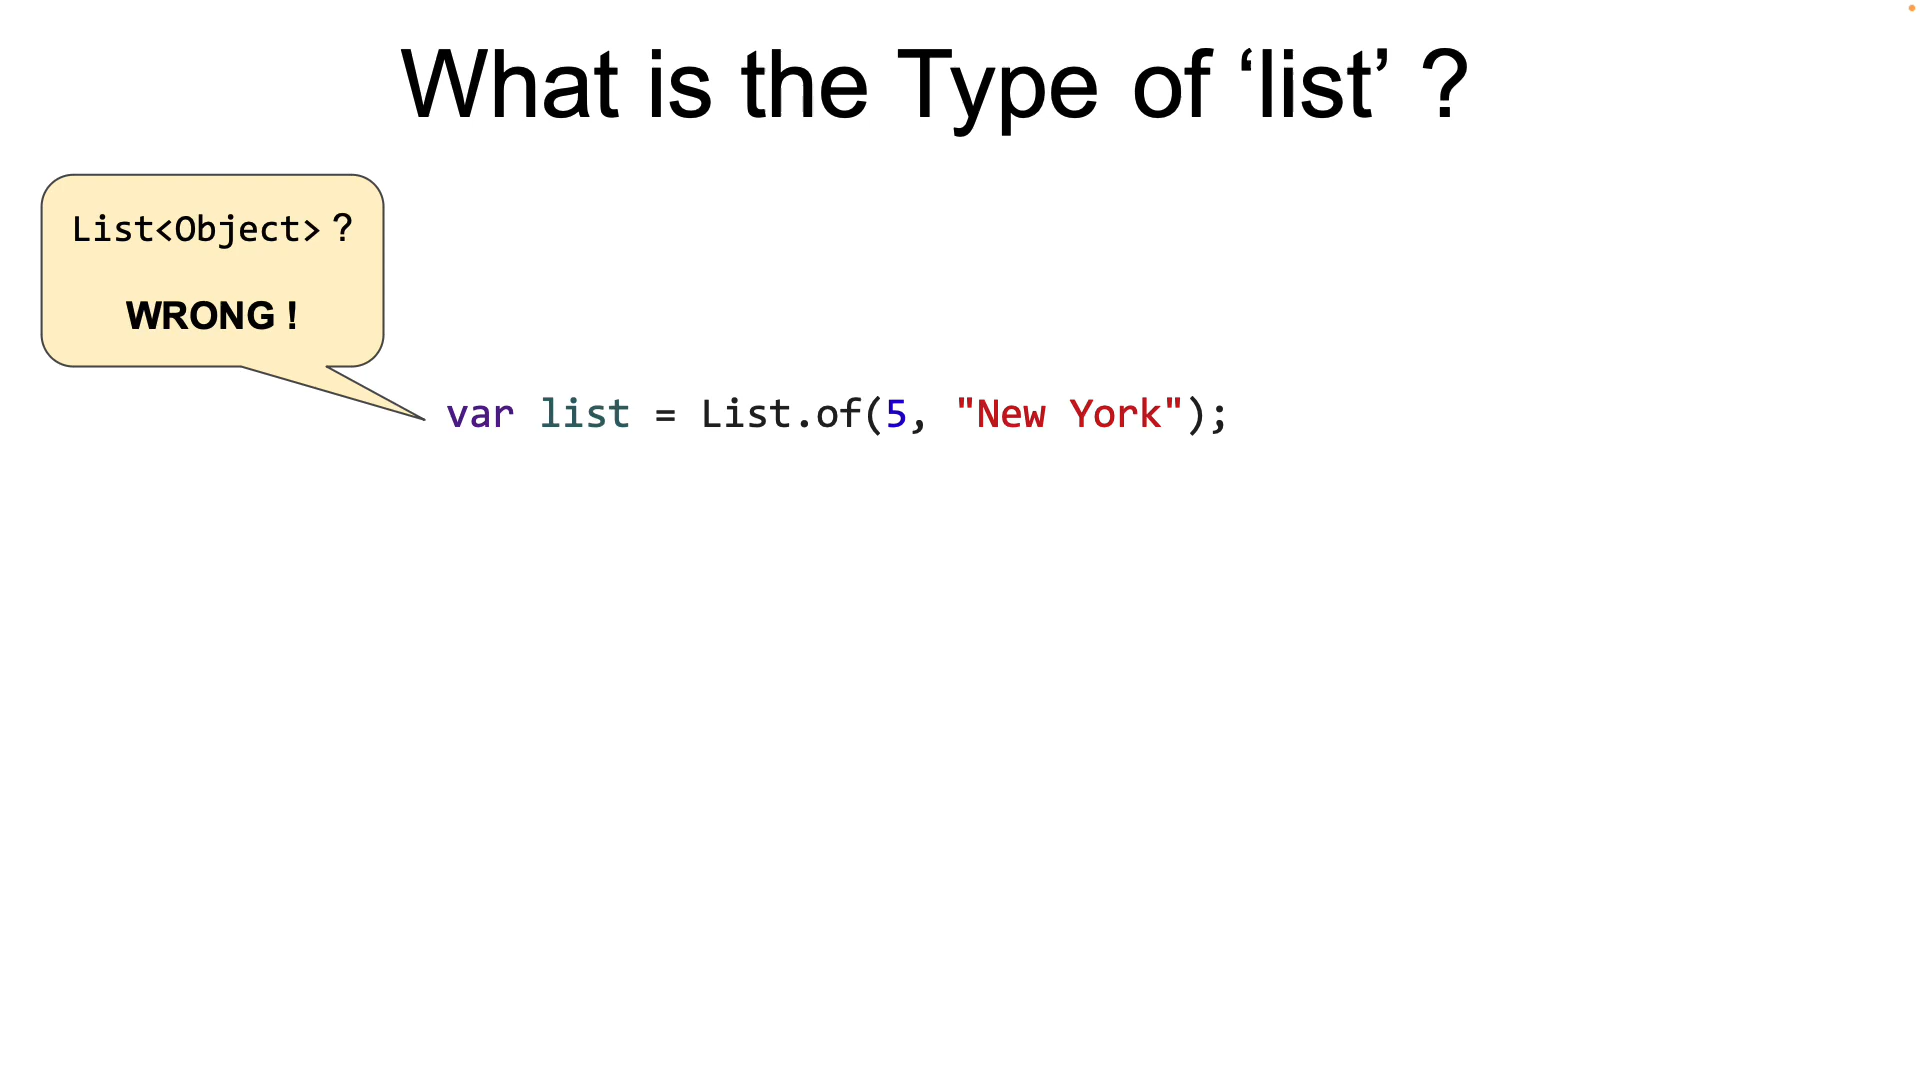 What is the Type of ‘list’ ?
List<Object> ?
WRONG !
var list = List.of(5, "New York");